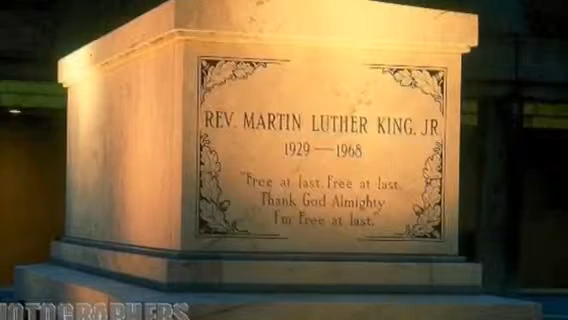 REV. MARTIN LUTHER KING, JR.
1929—1968
"Free at last, Free at last,
Thank God Almighty
I'm Free at last."
HOTOGRAPHERS